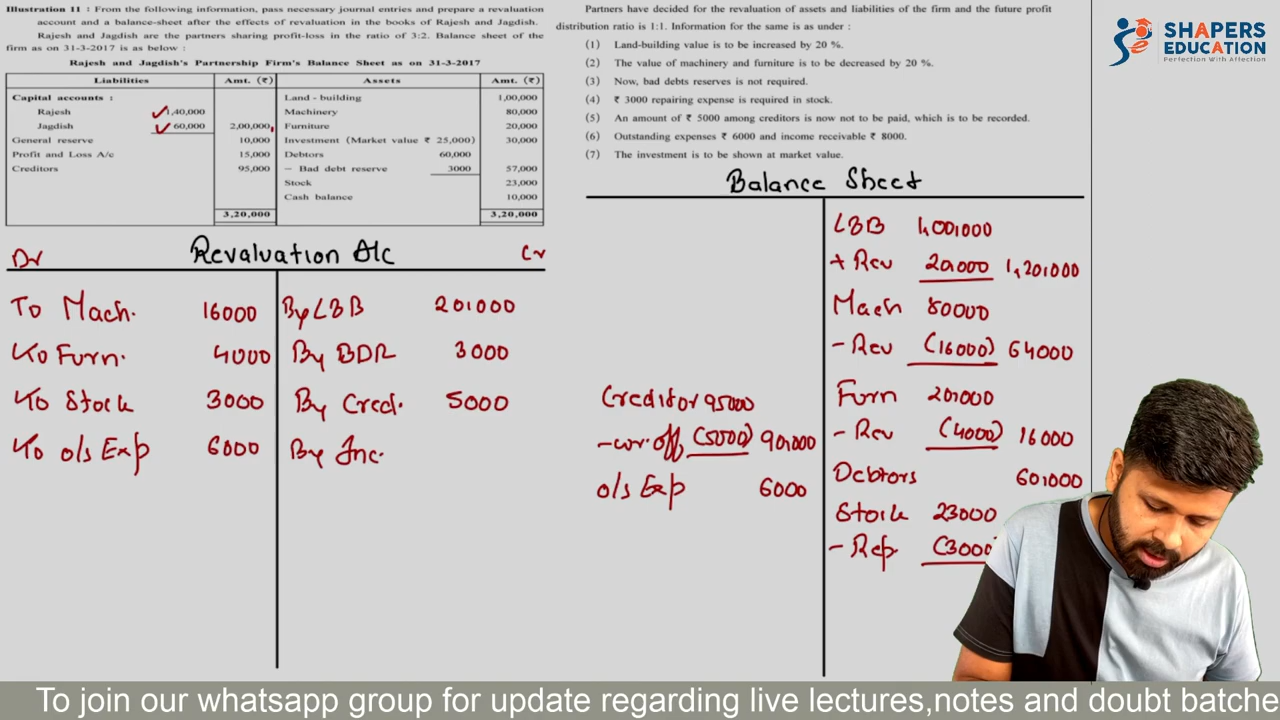 Illustration 11 : From the following information, pass necessary journal entries and prepare a revaluation
account and a balance-sheet after the effects of revaluation in the books of Rajesh and Jagdish.
Rajesh and Jagdish are the partners sharing profit-loss in the ratio of 3:2. Balance sheet of the
firm as on 31-3-2017 is as below :
Rajesh and Jagdish's Partnership Firm's Balance Sheet as on 31-3-2017
Liabilities Amt. (₹) Assets Amt. (₹)
Capital accounts : Land - building 1,00,000
Rajesh 1,40,000 Machinery 80,000
Jagdish 60,000 2,00,000 Furniture 20,000
General reserve 10,000 Investment (Market value ₹ 25,000) 30,000
Profit and Loss A/c 15,000 Debtors 60,000
Creditors 95,000 – Bad debt reserve 3000 57,000
Stock 23,000
Cash balance 10,000
3,20,000 3,20,000
Partners have decided for the revaluation of assets and liabilities of the firm and the future profit
distribution ratio is 1:1. Information for the same is as under :
(1) Land-building value is to be increased by 20 %.
(2) The value of machinery and furniture is to be decreased by 20 %.
(3) Now, bad debts reserves is not required.
(4) ₹ 3000 repairing expense is required in stock.
(5) An amount of ₹ 5000 among creditors is now not to be paid, which is to be recorded.
(6) Outstanding expenses ₹ 6000 and income receivable ₹ 8000.
(7) The investment is to be shown at market value.
SHAPERS
EDUCATION
Perfection With Affection
Dr Revaluation A/c Cr
To Mach. 16000 By L&B 20,000
To Furn. 4000 By BDR 3000
To Stock 3000 By Cred. 5000
To o/s Exp 6000 By Inc.
Balance Sheet
L&B 1,00,000
+ Rev 20,000 1,20,000
Mach 80000
- Rev (16000) 64000
Creditor 95000 Furn 20,000
- wr off (5000) 90,000 - Rev (4000) 16000
o/s Exp 6000 Debtors 60,000
Stock 23000
- Rep. (3000
To join our whatsapp group for update regarding live lectures,notes and doubt batche